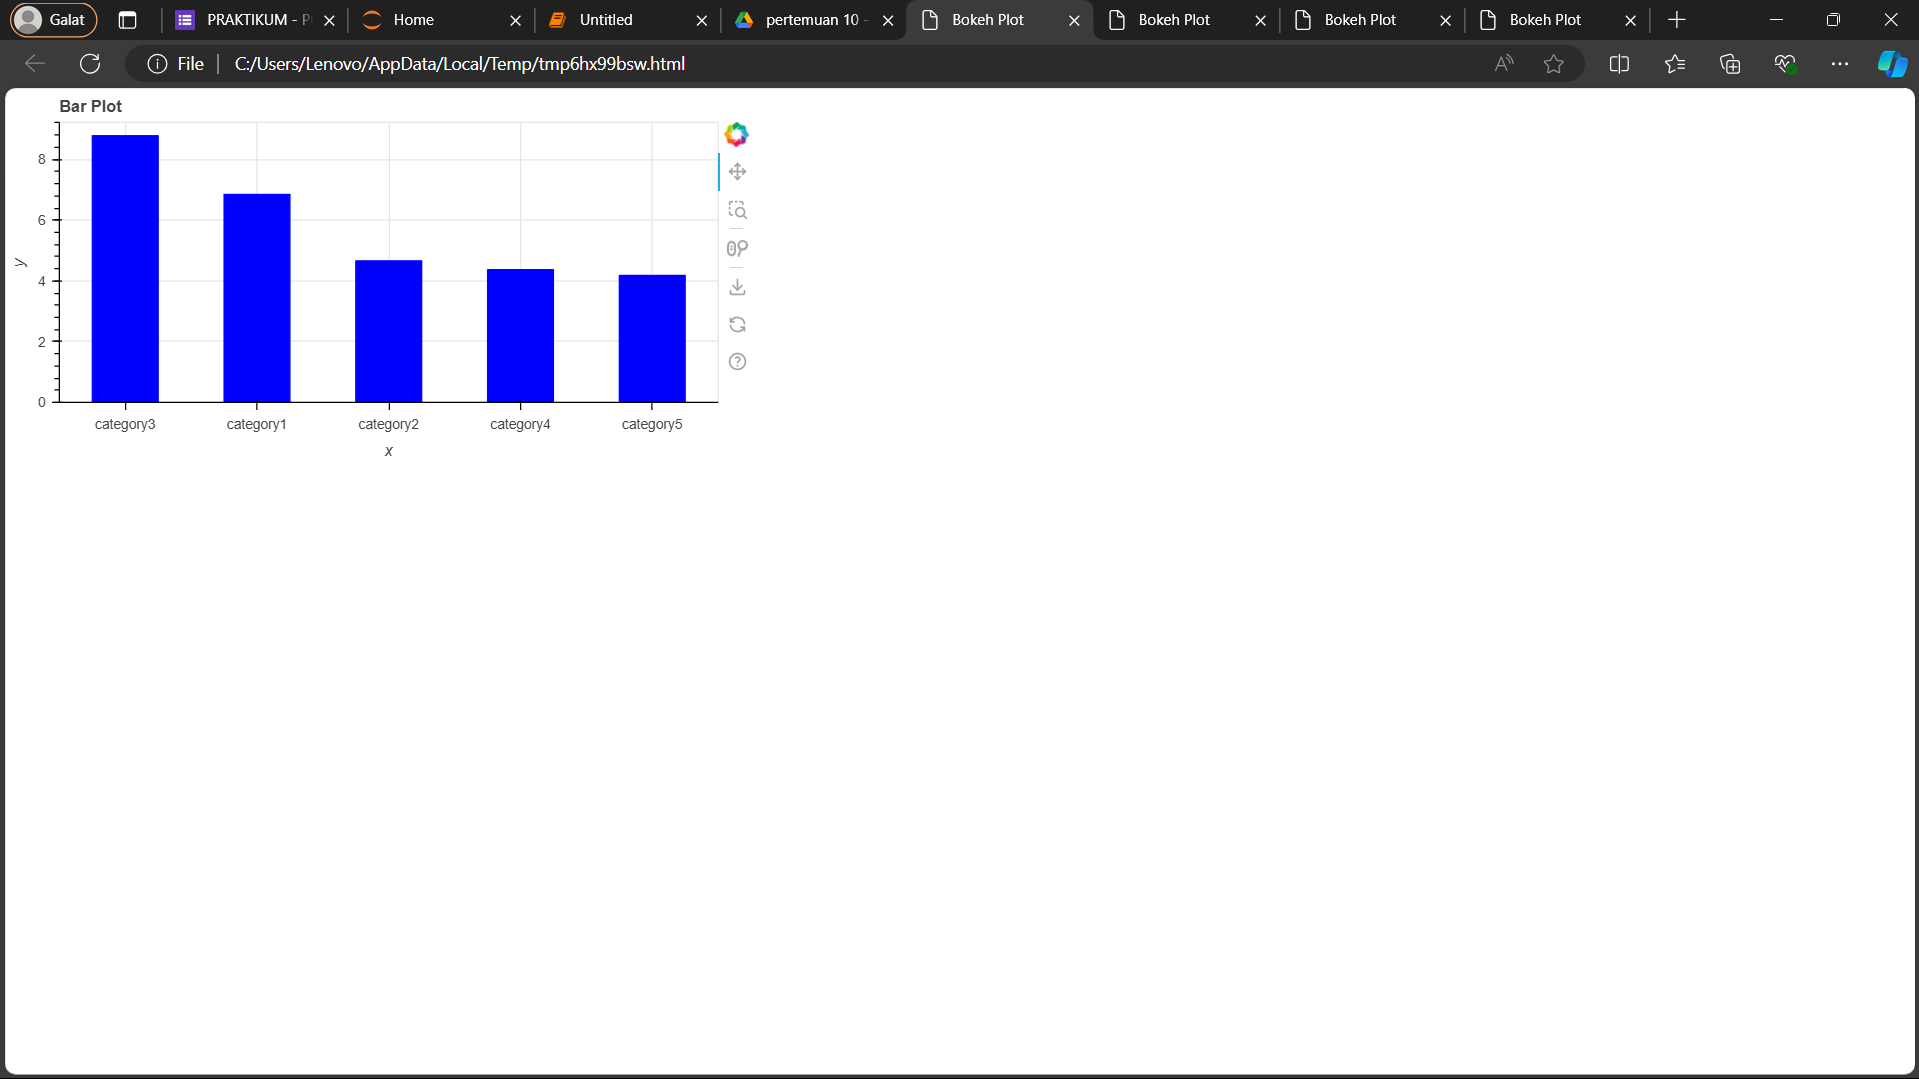 Galat
PRAKTIKUM - P
Home
Untitled
pertemuan 10 -
Bokeh Plot
Bokeh Plot
Bokeh Plot
Bokeh Plot
File
C:/Users/Lenovo/AppData/Local/Temp/tmp6hx99bsw.html
Bar Plot
8
6
4
2
0
y
category3 category1 category2 category4 category5
x